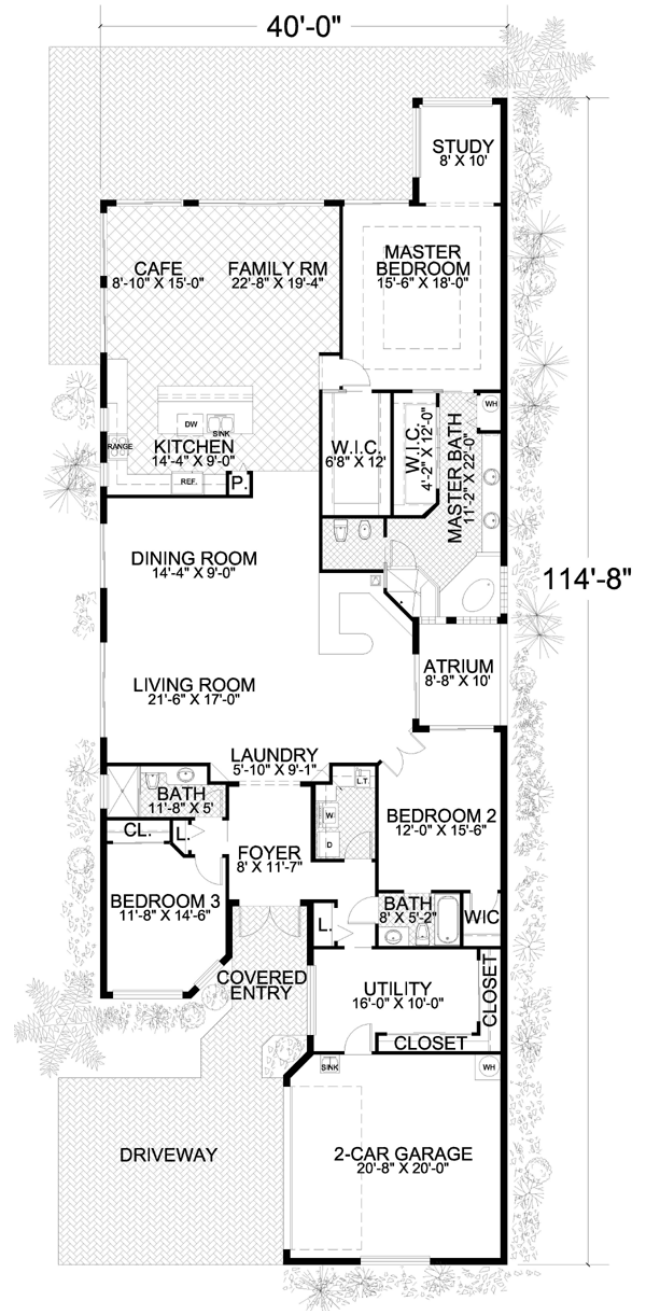 40'-0"
STUDY
8' X 10'
CAFE
8'-10" X 15'-0"
FAMILY RM
22'-8" X 19'-4"
MASTER
BEDROOM
15'-6" X 18'-0"
DW
SINK
RANGE
KITCHEN
14'-4" X 9'-0"
REF.
P.
W.I.C.
6'8" X 12'
W.I.C.
4'-2" X 12'-0"
MASTER BATH
11'-2" X 22'-0"
WH
DINING ROOM
14'-4" X 9'-0"
114'-8"
LIVING ROOM
21'-6" X 17'-0"
ATRIUM
8'-8" X 10'
LAUNDRY
5'-10" X 9'-1"
L.T.
W
D
BATH
11'-8" X 5'
CL.
L.
FOYER
8' X 11'-7"
BEDROOM 2
12'-0" X 15'-6"
BEDROOM 3
11'-8" X 14'-6"
BATH
8' X 5'-2"
WIC
L.
COVERED
ENTRY
UTILITY
16'-0" X 10'-0"
CLOSET
CLOSET
SINK
WH
DRIVEWAY
2-CAR GARAGE
20'-8" X 20'-0"